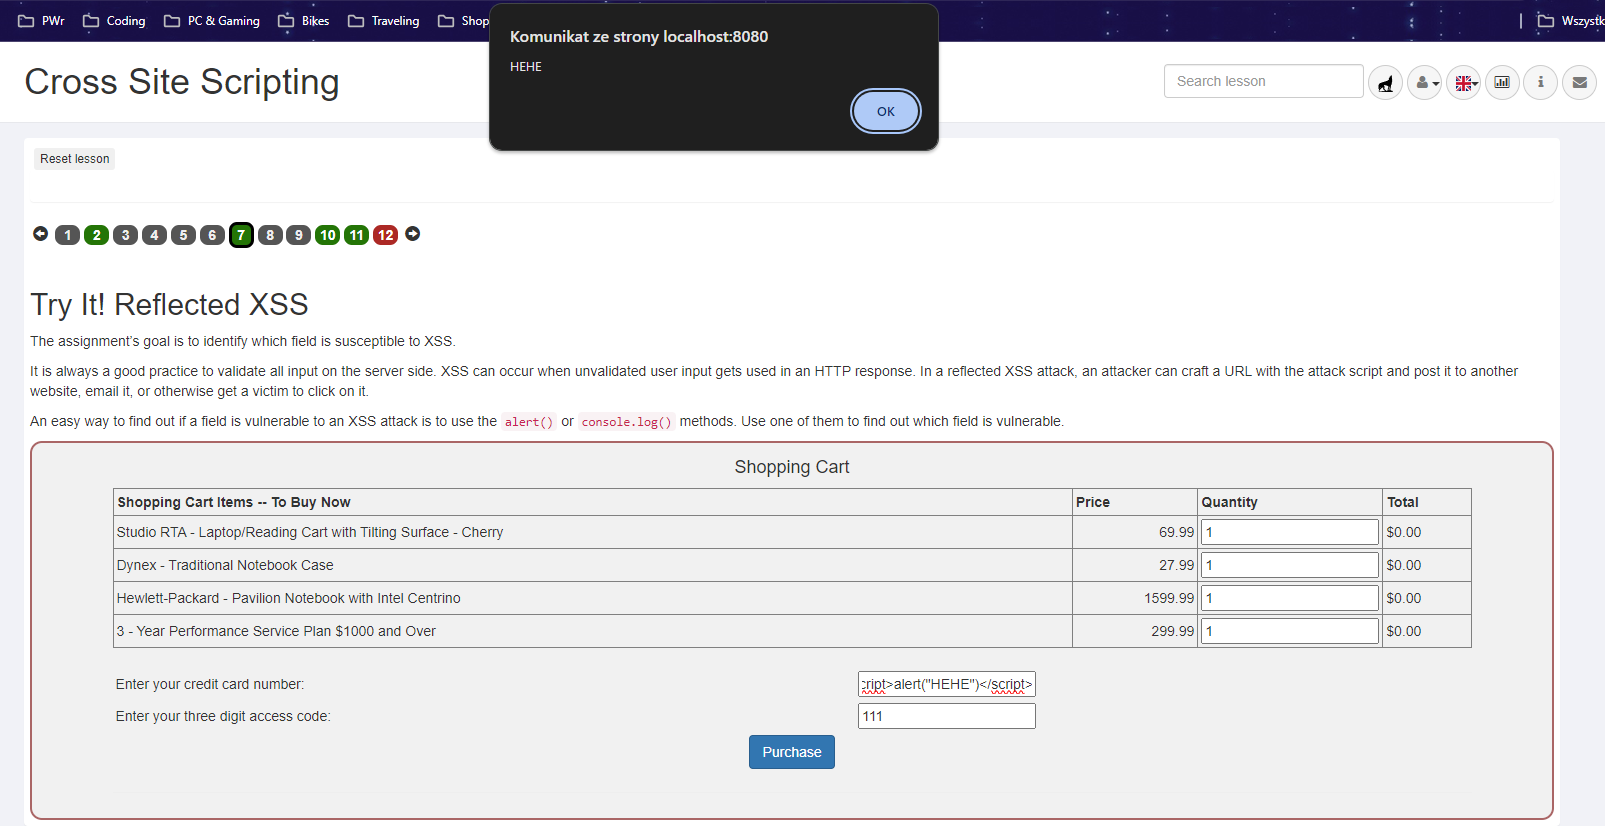 PWr Coding PC & Gaming Bikes Traveling Shop
Komunikat ze strony localhost:8080
HEHE
OK
Wszystk
Cross Site Scripting
Search lesson
Reset lesson
1 2 3 4 5 6 7 8 9 10 11 12
Try It! Reflected XSS
The assignment's goal is to identify which field is susceptible to XSS.
It is always a good practice to validate all input on the server side. XSS can occur when unvalidated user input gets used in an HTTP response. In a reflected XSS attack, an attacker can craft a URL with the attack script and post it to another
website, email it, or otherwise get a victim to click on it.
An easy way to find out if a field is vulnerable to an XSS attack is to use the alert() or console.log() methods. Use one of them to find out which field is vulnerable.
Shopping Cart
Shopping Cart Items -- To Buy Now Price Quantity Total
Studio RTA - Laptop/Reading Cart with Tilting Surface - Cherry 69.99 1 $0.00
Dynex - Traditional Notebook Case 27.99 1 $0.00
Hewlett-Packard - Pavilion Notebook with Intel Centrino 1599.99 1 $0.00
3 - Year Performance Service Plan $1000 and Over 299.99 1 $0.00
Enter your credit card number: cript>alert("HEHE")</script>
Enter your three digit access code: 111
Purchase